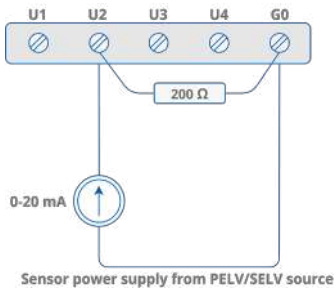 U1 U2 U3 U4 G0
200 Ω
0-20 mA
Sensor power supply from PELV/SELV source